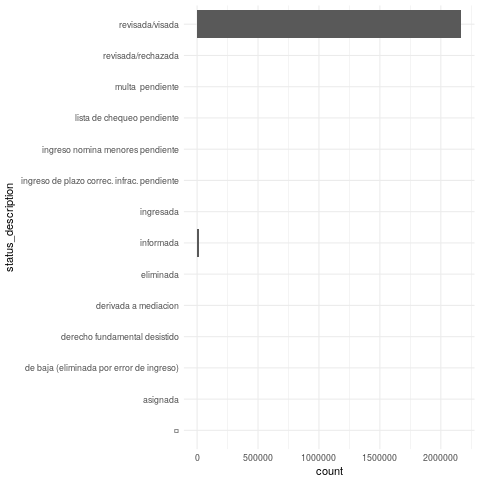 revisada/visada
revisada/rechazada
multa  pendiente
lista de chequeo pendiente
ingreso nomina menores pendiente
ingreso de plazo correc. infrac. pendiente
ingresada
informada
eliminada
derivada a mediacion
derecho fundamental desistido
de baja (eliminada por error de ingreso)
asignada
status_description
0 500000 1000000 1500000 2000000
count